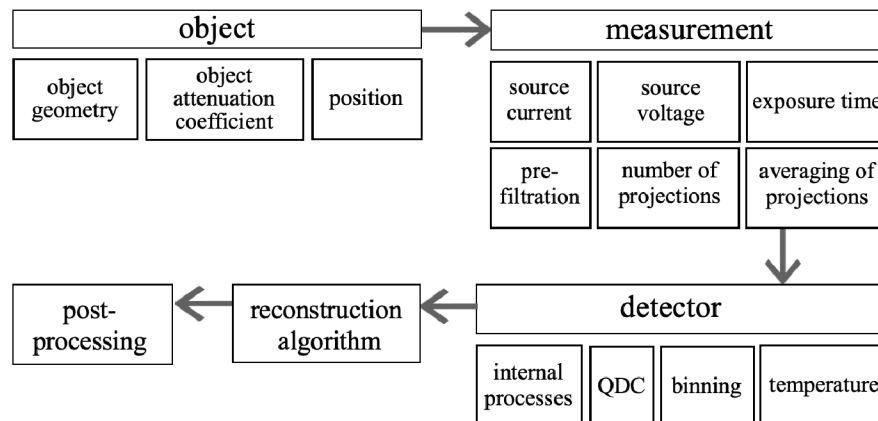 object
measurement
object
geometry
object
attenuation
coefficient
position
source
current
source
voltage
exposure time
pre-
filtration
number of
projections
averaging of
projections
post-
processing
reconstruction
algorithm
detector
internal
processes
QDC
binning
temperature